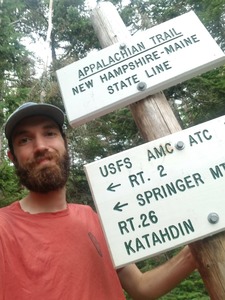 APPALACHIAN TRAIL
NEW HAMPSHIRE-MAINE
STATE LINE
USFS AMC ATC
← RT. 2
← SPRINGER MT
RT.26
KATAHDIN